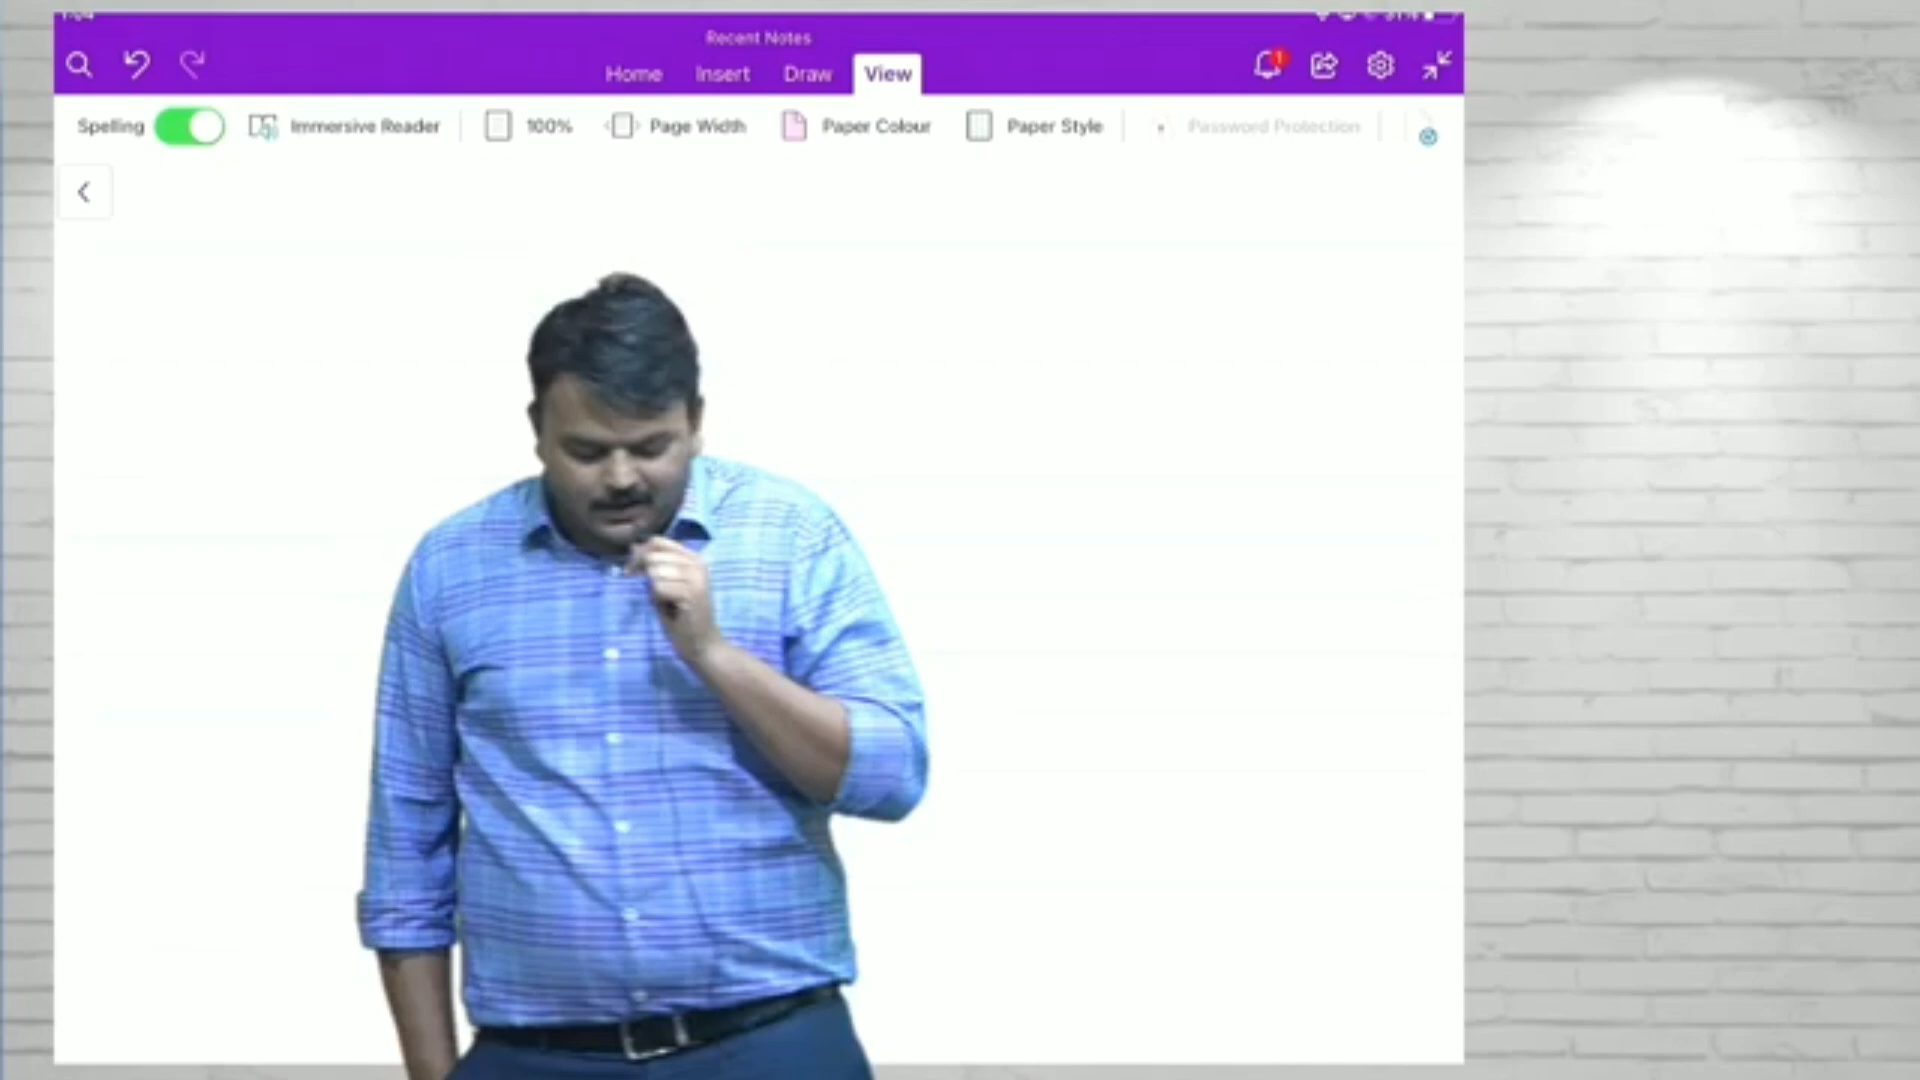 Recent Notes
Home Insert Draw View
Spelling Immersive Reader 100% Page Width Paper Colour Paper Style Password Protection